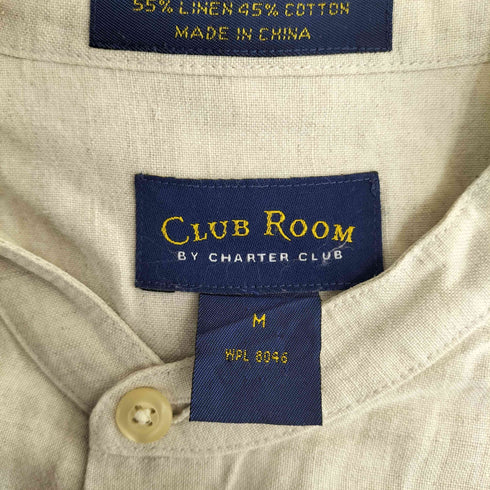 55% LINEN 45% COTTON
MADE IN CHINA
CLUB ROOM
BY CHARTER CLUB
M
WPL 8046